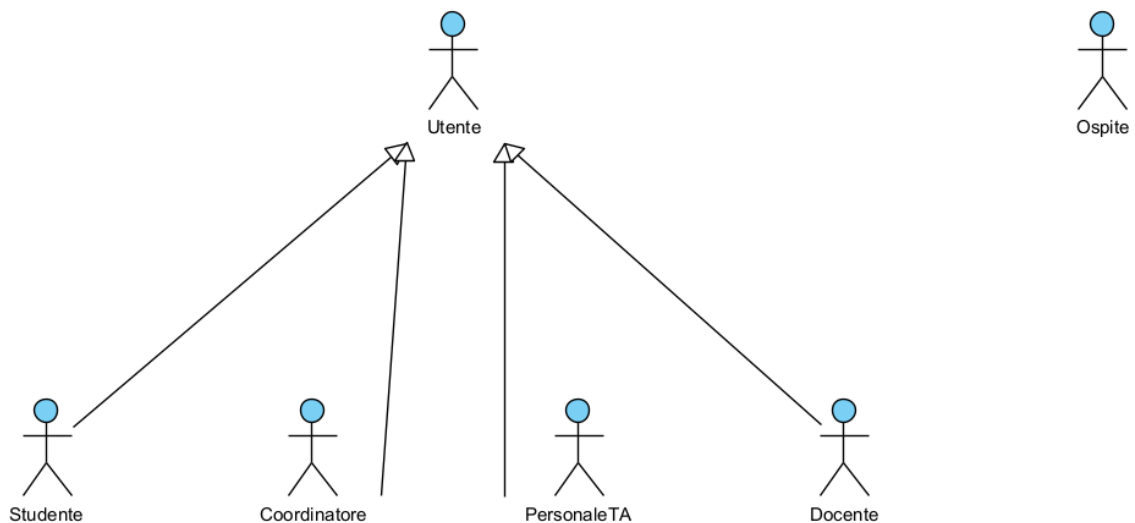 Utente
Ospite
Studente
Coordinatore
PersonaleTA
Docente